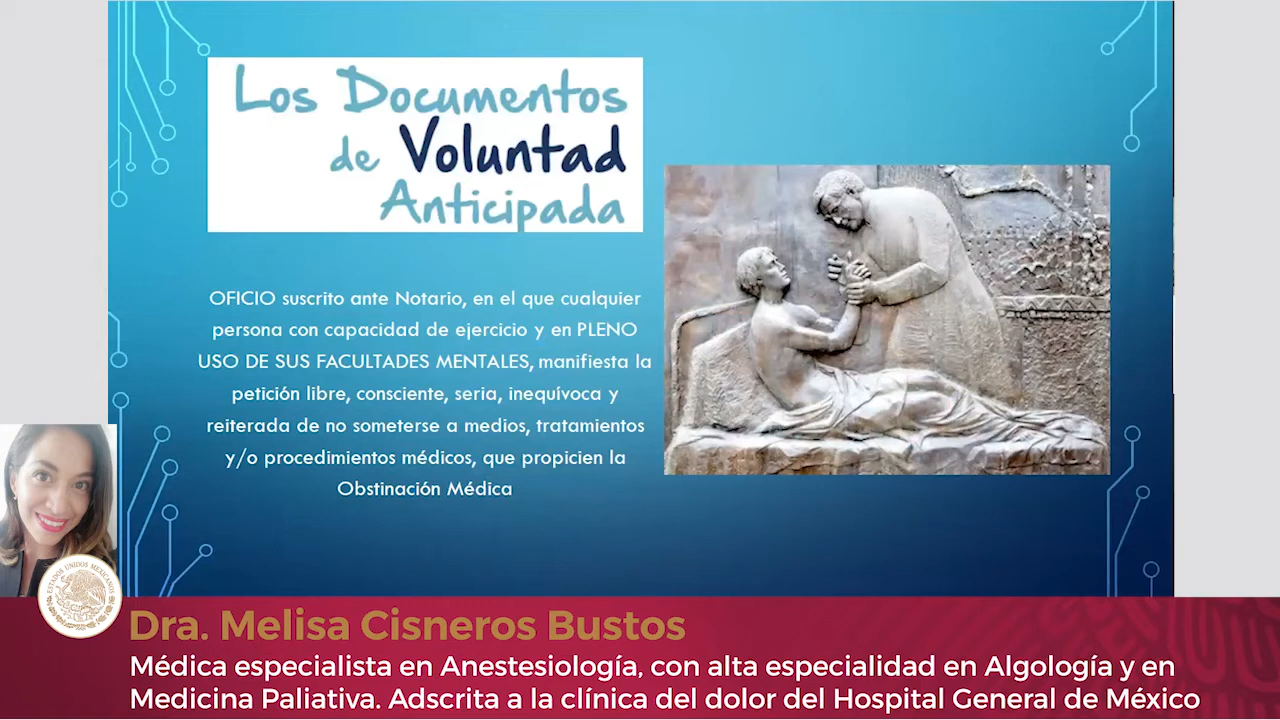 Los Documentos
de Voluntad
Anticipada
OFICIO suscrito ante Notario, en el que cualquier
persona con capacidad de ejercicio y en PLENO
USO DE SUS FACULTADES MENTALES, manifiesta la
petición libre, consciente, seria, inequívoca y
reiterada de no someterse a medios, tratamientos
y/o procedimientos médicos, que propicien la
Obstinación Médica
ESTADOS UNIDOS MEXICANOS
Dra. Melisa Cisneros Bustos
Médica especialista en Anestesiología, con alta especialidad en Algología y en
Medicina Paliativa. Adscrita a la clínica del dolor del Hospital General de México